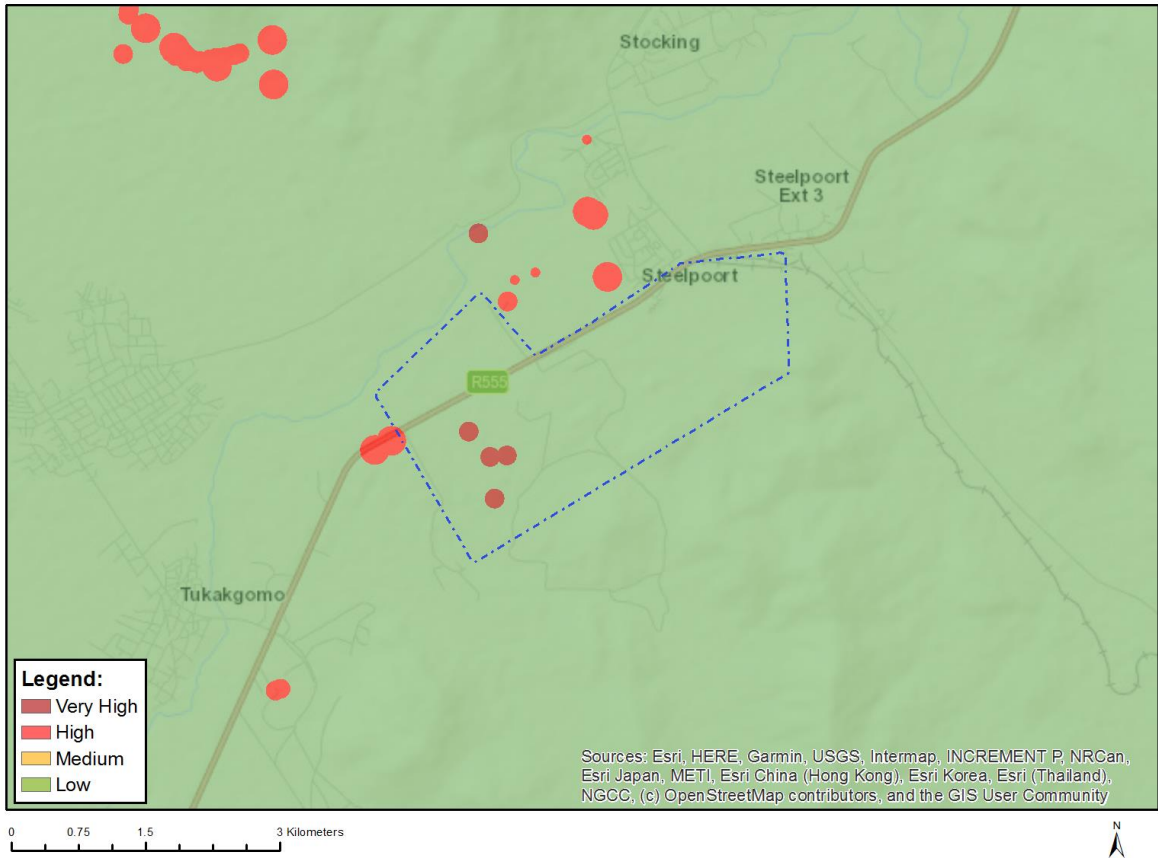 Stocking
Steelpoort
Ext 3
Steelpoort
R555
Tukakgomo
Legend:
Very High
High
Medium
Low
Sources: Esri, HERE, Garmin, USGS, Intermap, INCREMENT P, NRCan,
Esri Japan, METI, Esri China (Hong Kong), Esri Korea, Esri (Thailand),
NGCC, (c) OpenStreetMap contributors, and the GIS User Community
0 0.75 1.5 3 Kilometers
N